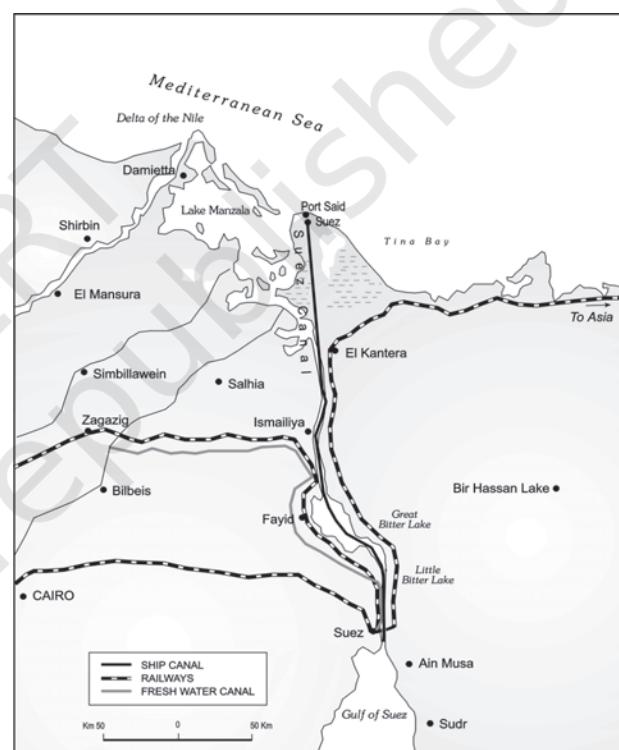 Mediterranean Sea
Delta of the Nile
Damietta
Lake Manzala
Port Said
Suez
Shirbin
Tina Bay
Suez Canal
El Mansura
To Asia
El Kantera
Simbillawein
Salhia
Zagazig
Ismailiya
Bilbeis
Bir Hassan Lake
Fayid
Great
Bitter Lake
Little
Bitter Lake
CAIRO
Suez
Ain Musa
SHIP CANAL
RAILWAYS
FRESH WATER CANAL
Gulf of Suez
Sudr
Km 50 0 50 Km
republished